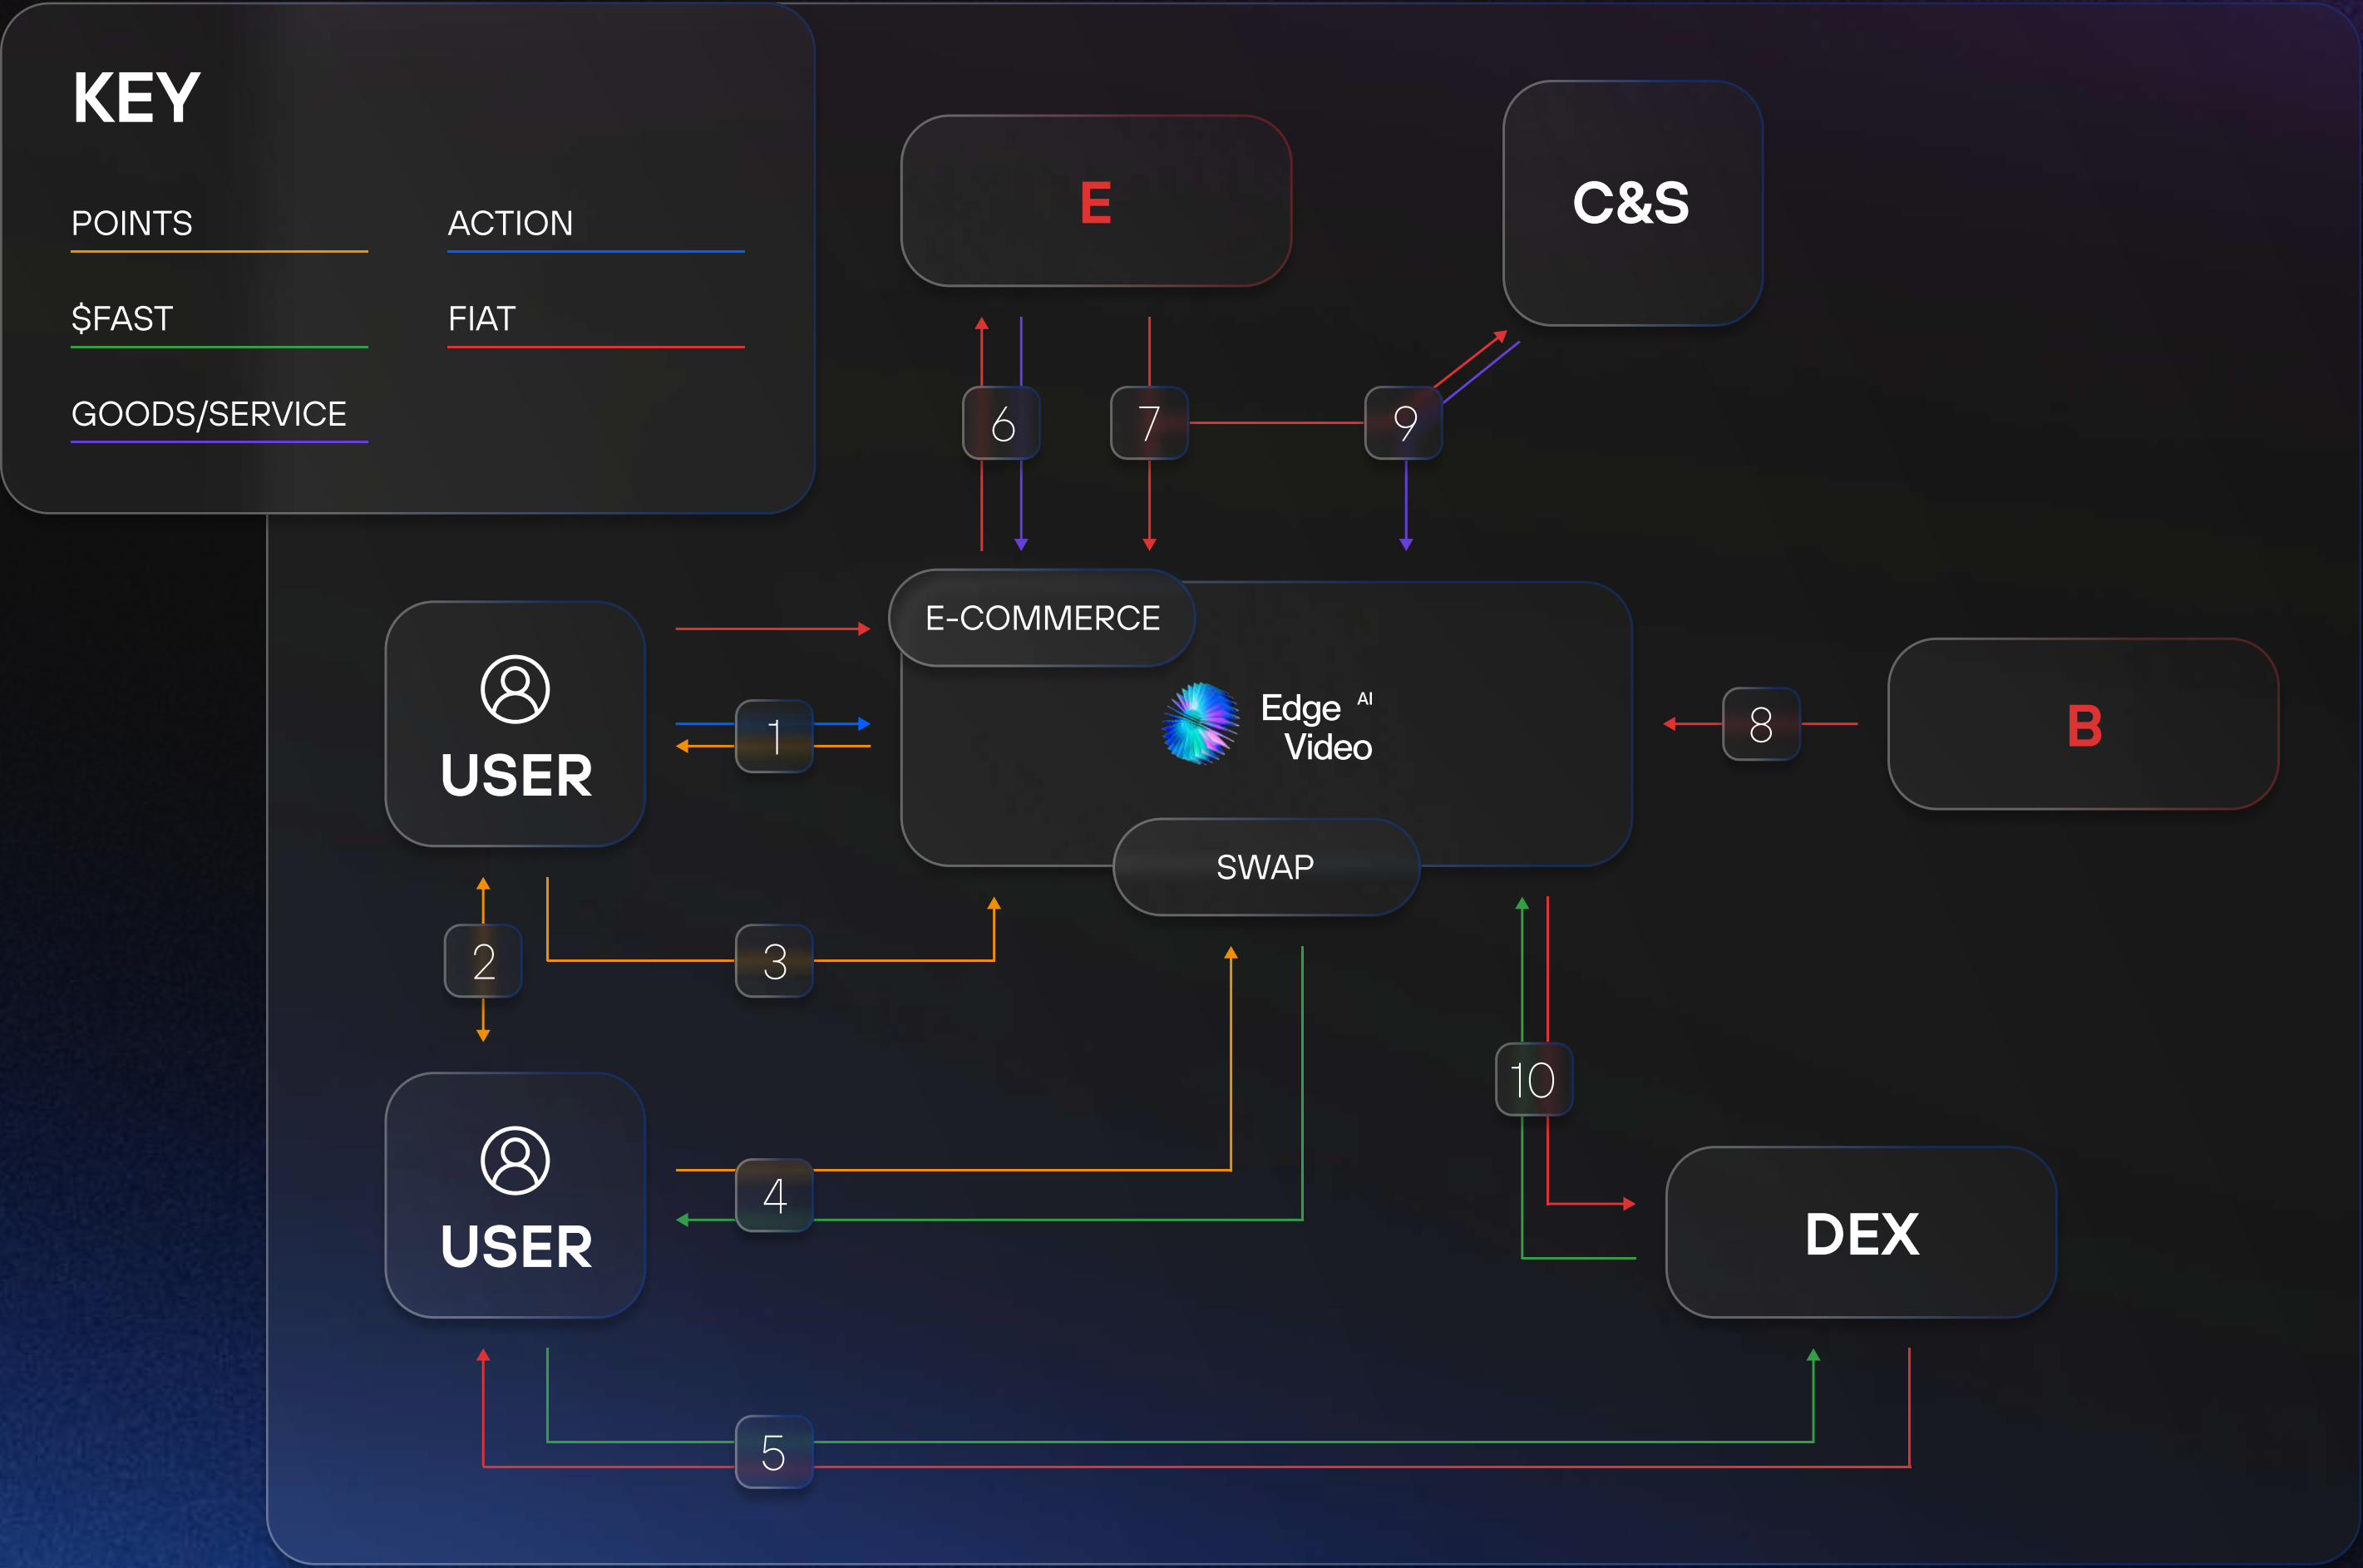 KEY
POINTS
ACTION
$FAST
FIAT
GOODS/SERVICE
E
C&S
6
7
9
E-COMMERCE
USER
1
Edge AI
Video
8
B
SWAP
2
3
10
USER
4
DEX
5